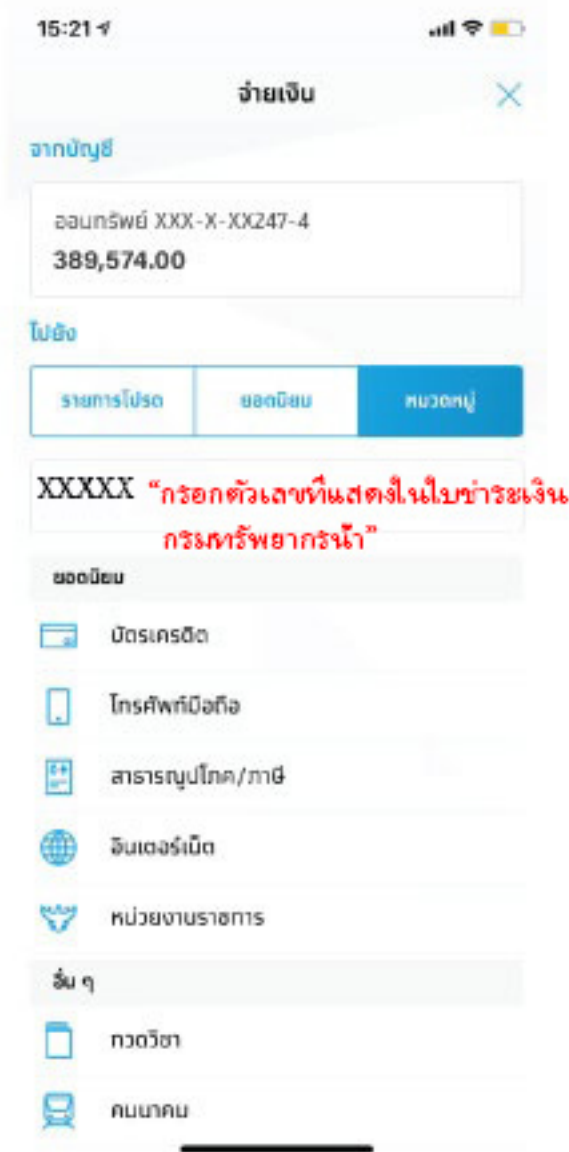 15:21
จ่ายเงิน
จากบัญชี
ออมทรัพย์ XXX-X-XX247-4
389,574.00
ไปยัง
รายการโปรด ยอดนิยม หมวดหมู่
XXXXX “กรอกตัวเลขที่แสดงในใบชำระเงิน
กรมทรัพยากรน้ำ”
ยอดนิยม
บัตรเครดิต
โทรศัพท์มือถือ
สาธารณูปโภค/ภาษี
อินเตอร์เน็ต
หน่วยงานราชการ
อื่น ๆ
กวดวิชา
คมนาคม